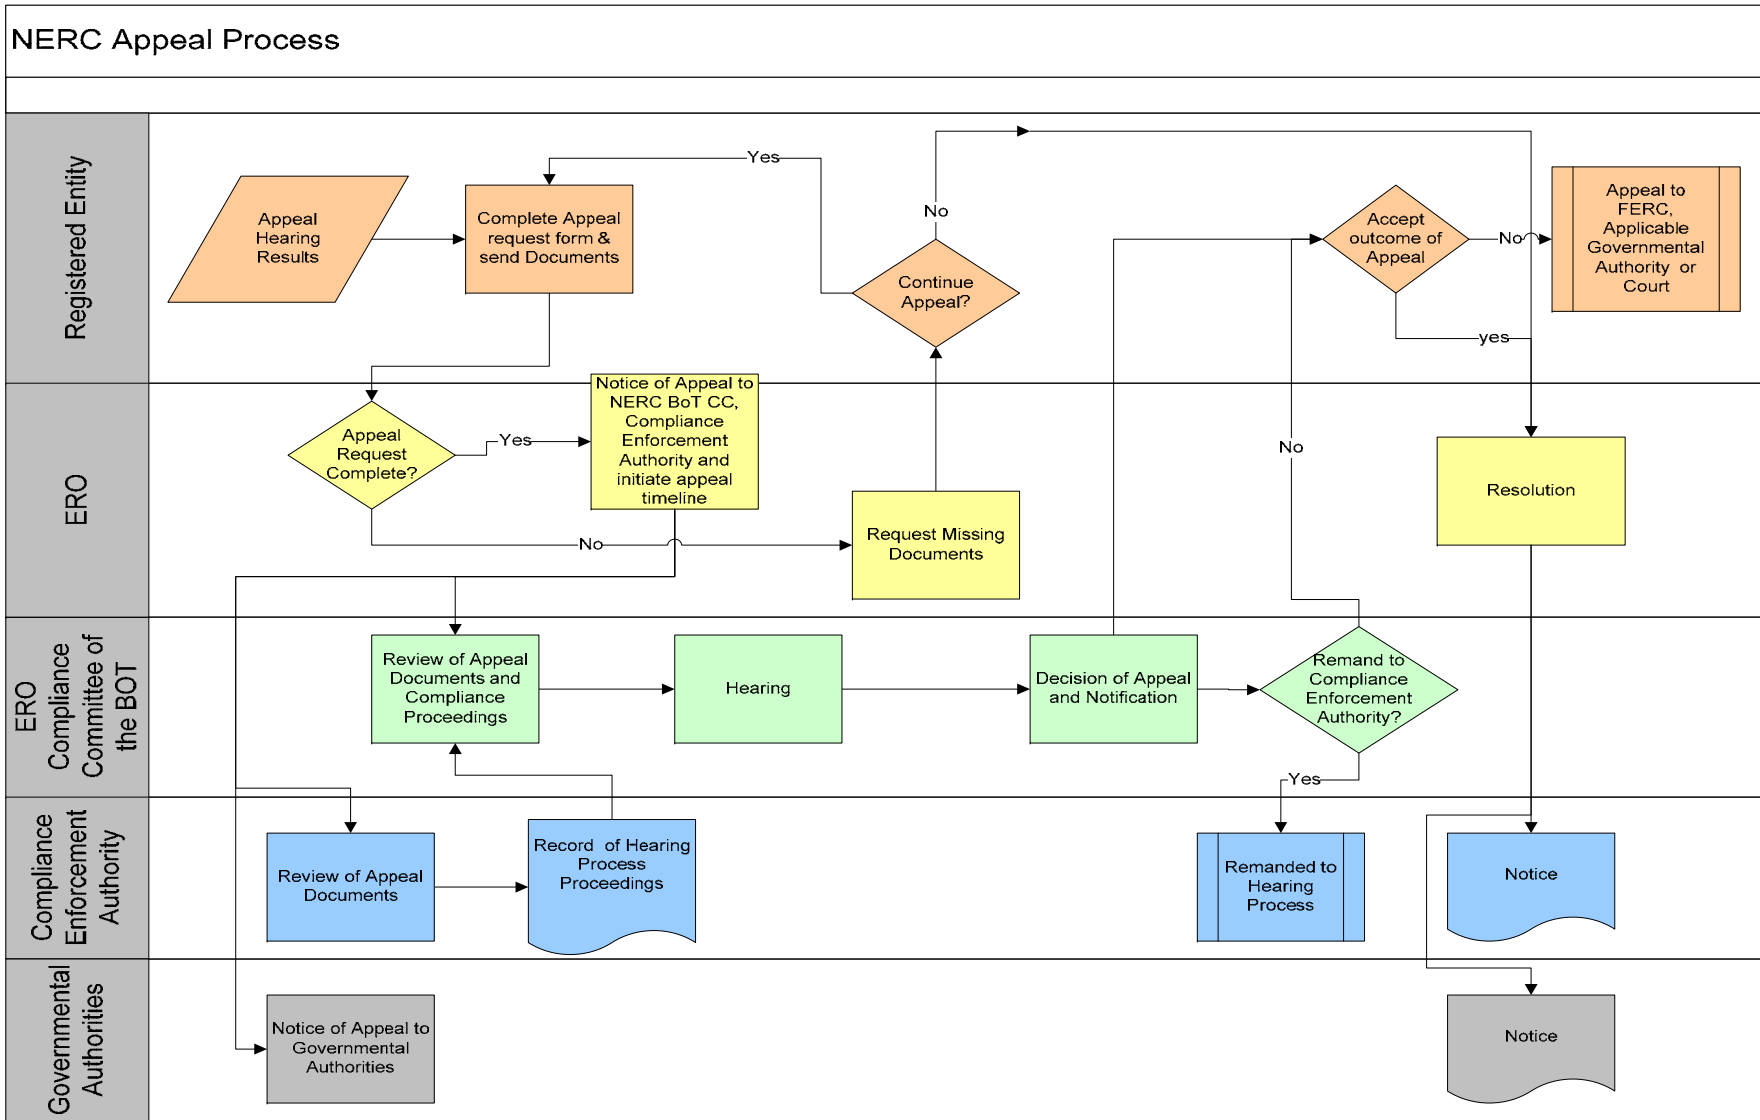 NERC Appeal Process
Registered Entity
Appeal
Hearing
Results
Complete Appeal
request form &
send Documents
Yes
No
Continue
Appeal?
Accept
outcome of
Appeal
No
yes
Appeal to
FERC,
Applicable
Governmental
Authority or
Court
ERO
Appeal
Request
Complete?
Yes
No
Notice of Appeal to
NERC BoT CC,
Compliance
Enforcement
Authority and
initiate appeal
timeline
Request Missing
Documents
No
Resolution
ERO
Compliance
Committee of
the BOT
Review of Appeal
Documents and
Compliance
Proceedings
Hearing
Decision of Appeal
and Notification
Remand to
Compliance
Enforcement
Authority?
Yes
Compliance
Enforcement
Authority
Review of Appeal
Documents
Record of Hearing
Process
Proceedings
Remanded to
Hearing
Process
Notice
Governmental
Authorities
Notice of Appeal to
Governmental
Authorities
Notice